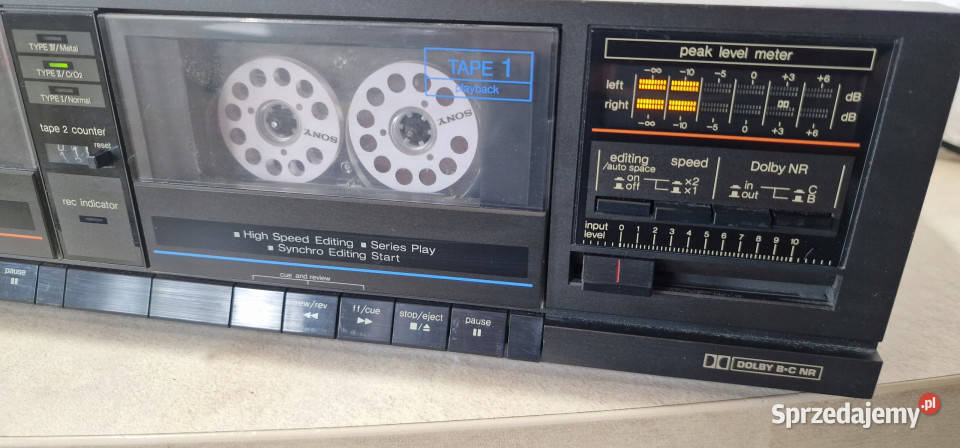 TYPE IV/Metal
TYPE II/CrO2
TYPE I/Normal
tape 2 counter
reset
rec indicator
pause
TAPE 1
playback
SONY
SONY
■ High Speed Editing ■ Series Play
■ Synchro Editing Start
cue and review
rew/rev
ff/cue
stop/eject
pause
peak level meter
-∞ -10 -5 0 +3 +6
left
dB
right
dB
-∞ -10 -5 0 +3 +6
editing
/auto space
speed
Dolby NR
on
off
×2
×1
in
out
C
B
input
level
0 1 2 3 4 5 6 7 8 9 10
DOLBY B•C NR
Sprzedajemy.pl